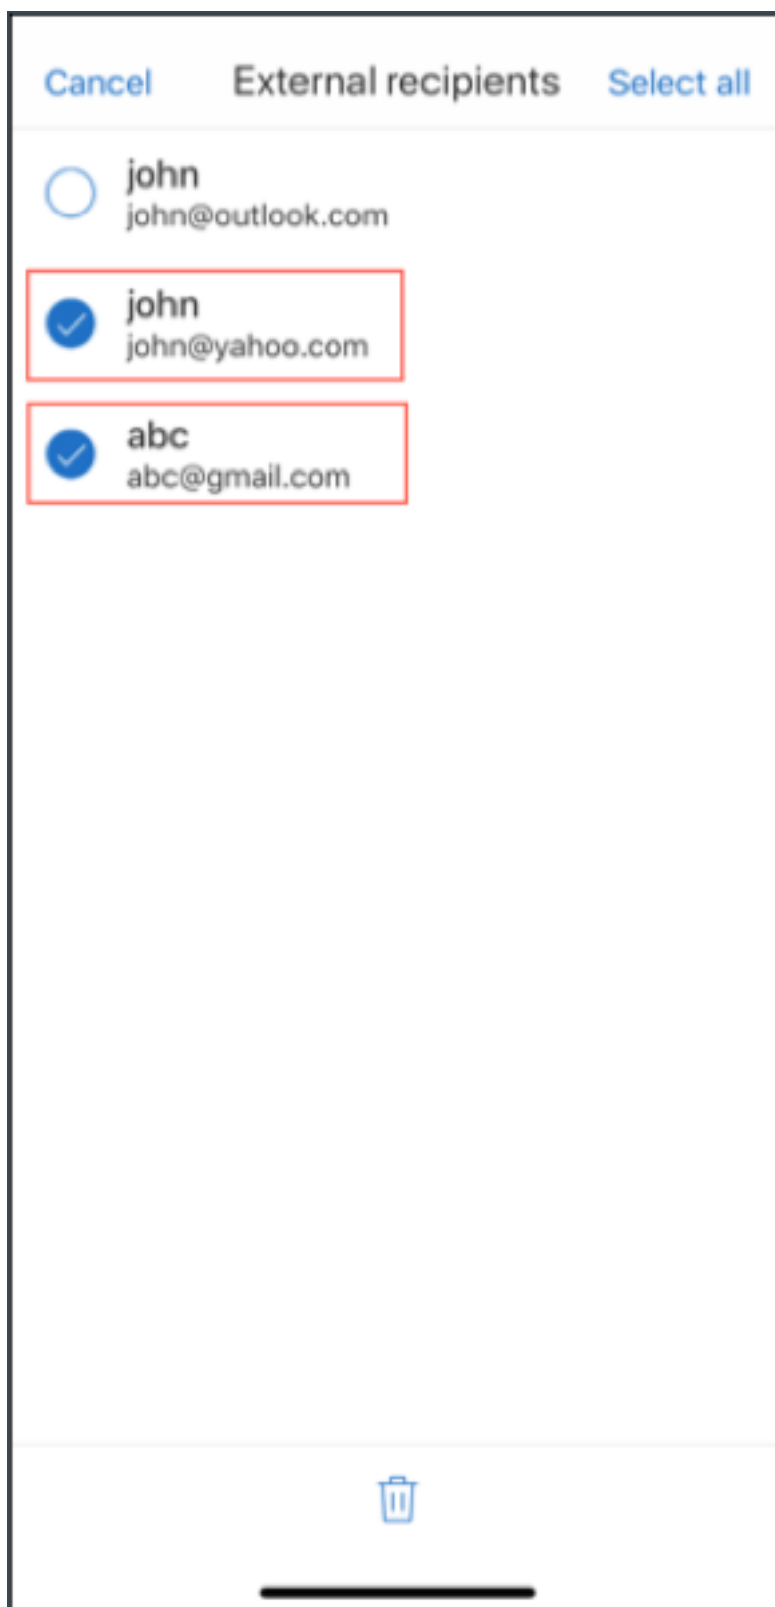 Cancel External recipients Select all
john
john@outlook.com
john
john@yahoo.com
abc
abc@gmail.com